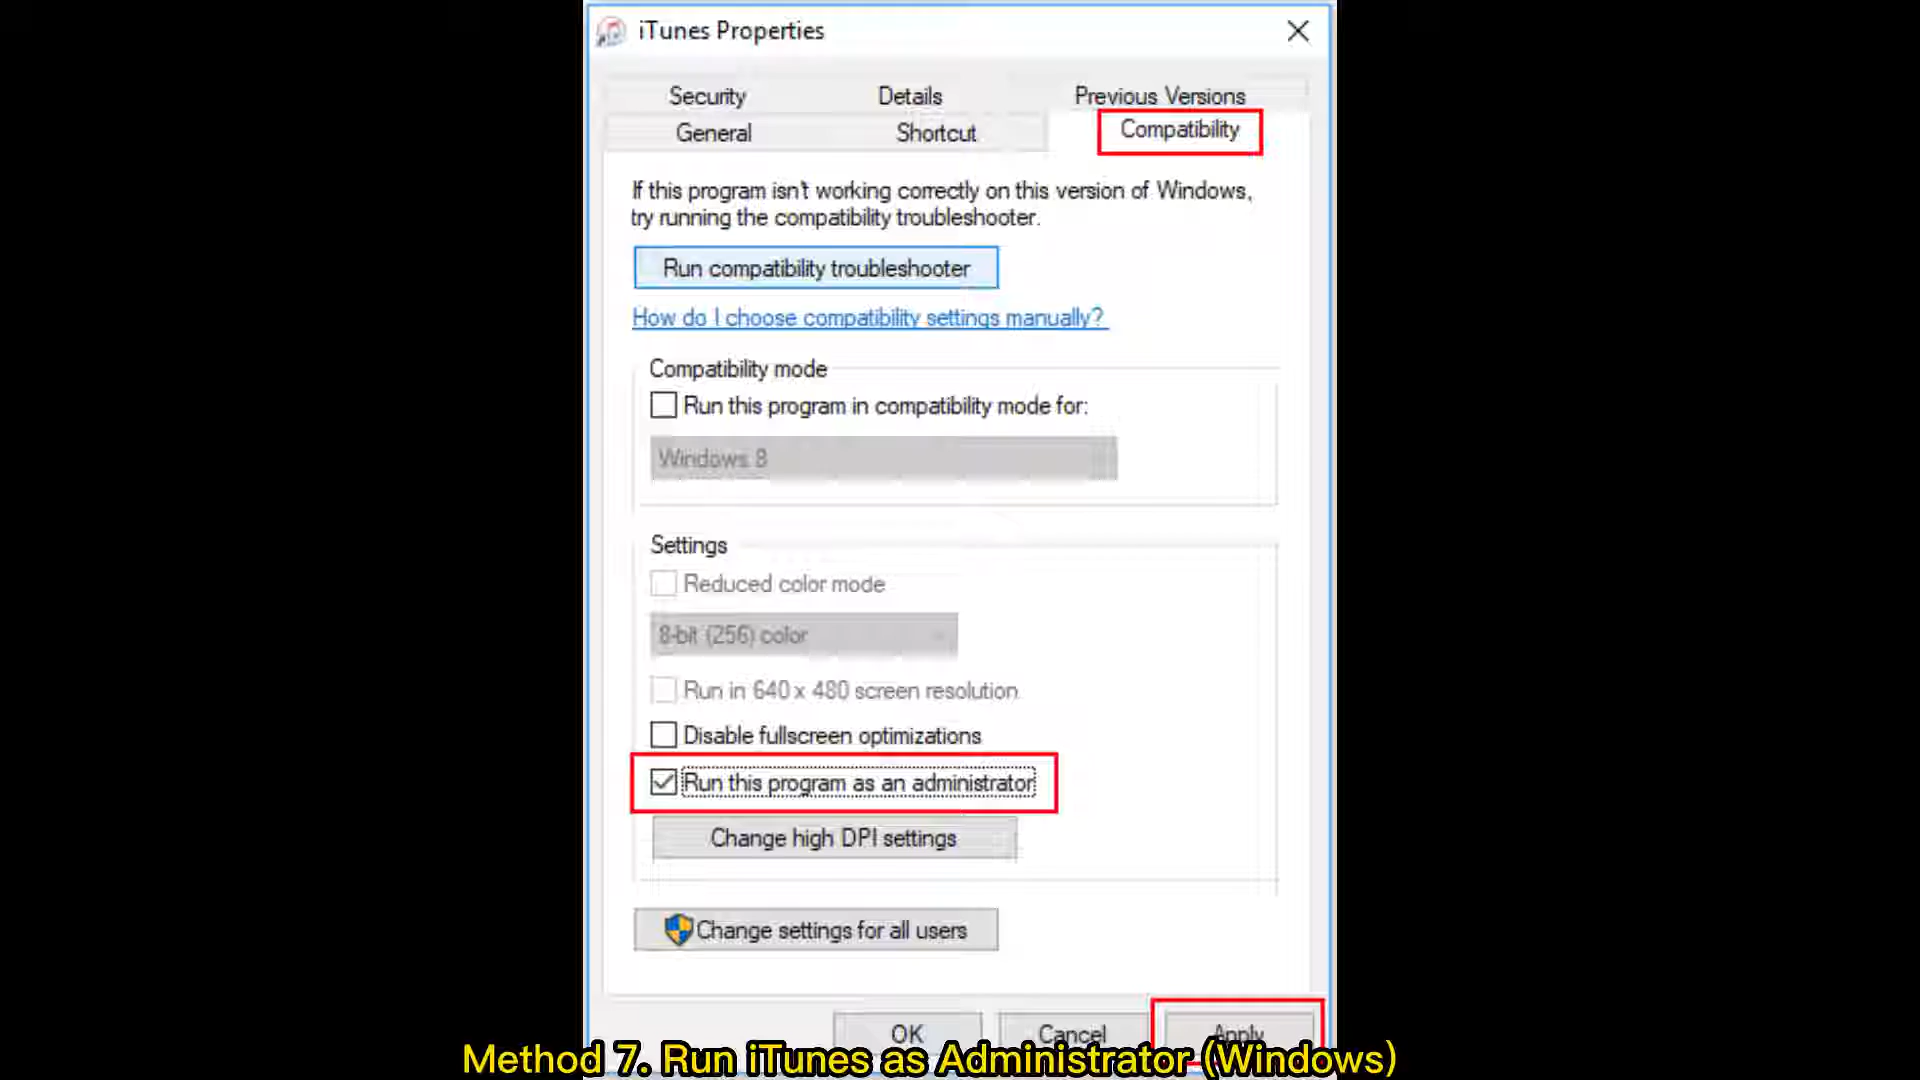 iTunes Properties
Security Details Previous Versions
General Shortcut Compatibility
If this program isn't working correctly on this version of Windows,
try running the compatibility troubleshooter.
Run compatibility troubleshooter
How do I choose compatibility settings manually?
Compatibility mode
Run this program in compatibility mode for:
Windows 8
Settings
Reduced color mode
8-bit (256) color
Run in 640 x 480 screen resolution
Disable fullscreen optimizations
Run this program as an administrator
Change high DPI settings
Change settings for all users
OK Cancel Apply
Method 7. Run iTunes as Administrator (Windows)